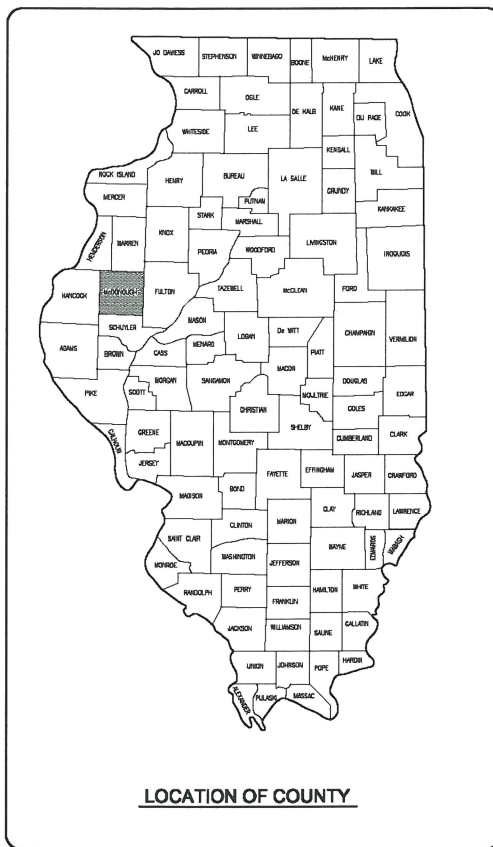 JO DAVIESS
STEPHENSON
WINNEBAGO
BOONE
McHENRY
LAKE
CARROLL
OGLE
DE KALB
KANE
COOK
DU PAGE
WHITESIDE
LEE
KENDALL
WILL
ROCK ISLAND
HENRY
BUREAU
LA SALLE
GRUNDY
MERCER
PUTNAM
KANKAKEE
STARK
MARSHALL
KNOX
HENDERSON
WARREN
PEORIA
WOODFORD
LIVINGSTON
IROQUOIS
HANCOCK
McDONOUGH
FULTON
TAZEWELL
McCLEAN
FORD
SCHUYLER
MASON
LOGAN
De WITT
CHAMPAIGN
VERMILION
ADAMS
BROWN
CASS
MENARD
PIATT
MACON
MORGAN
SANGAMON
DOUGLAS
PIKE
SCOTT
MOULTRIE
EDGAR
CHRISTIAN
COLES
CALHOUN
GREENE
MACOUPIN
MONTGOMERY
SHELBY
CUMBERLAND
CLARK
JERSEY
FAYETTE
EFFINGHAM
JASPER
CRAWFORD
MADISON
BOND
CLAY
RICHLAND
LAWRENCE
CLINTON
MARION
SAINT CLAIR
WAYNE
EDWARDS
WABASH
WASHINGTON
MONROE
JEFFERSON
RANDOLPH
PERRY
HAMILTON
WHITE
FRANKLIN
JACKSON
WILLIAMSON
SALINE
GALLATIN
UNION
JOHNSON
POPE
HARDIN
ALEXANDER
PULASKI
MASSAC
LOCATION OF COUNTY